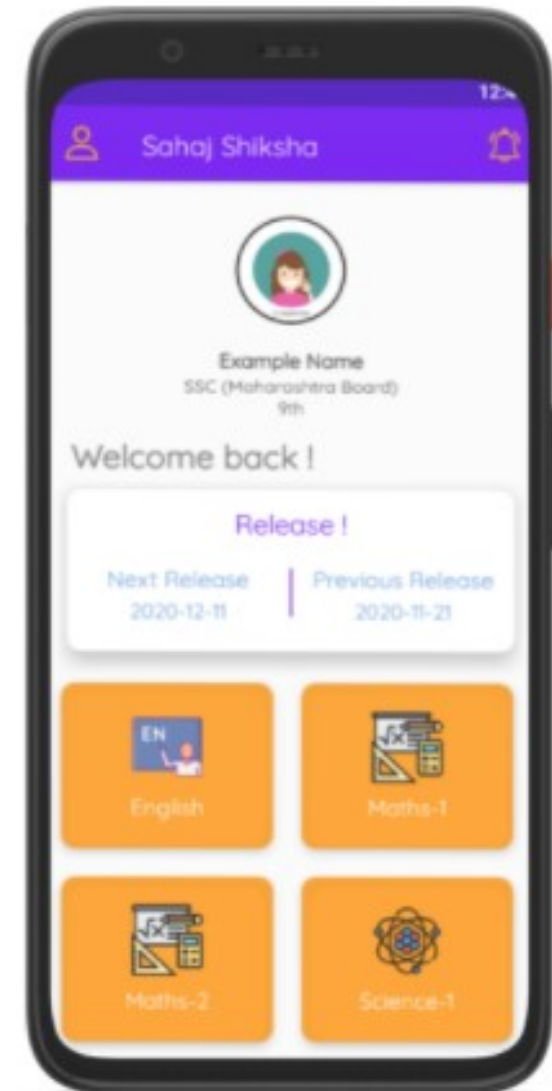 Sahaj Shiksha
Example Name
SSC (Maharashtra Board)
9th
Welcome back !
Release !
Next Release
Previous Release
2020-12-11
2020-11-21
EN
English
√x
Maths-1
√x
Maths-2
Science-1